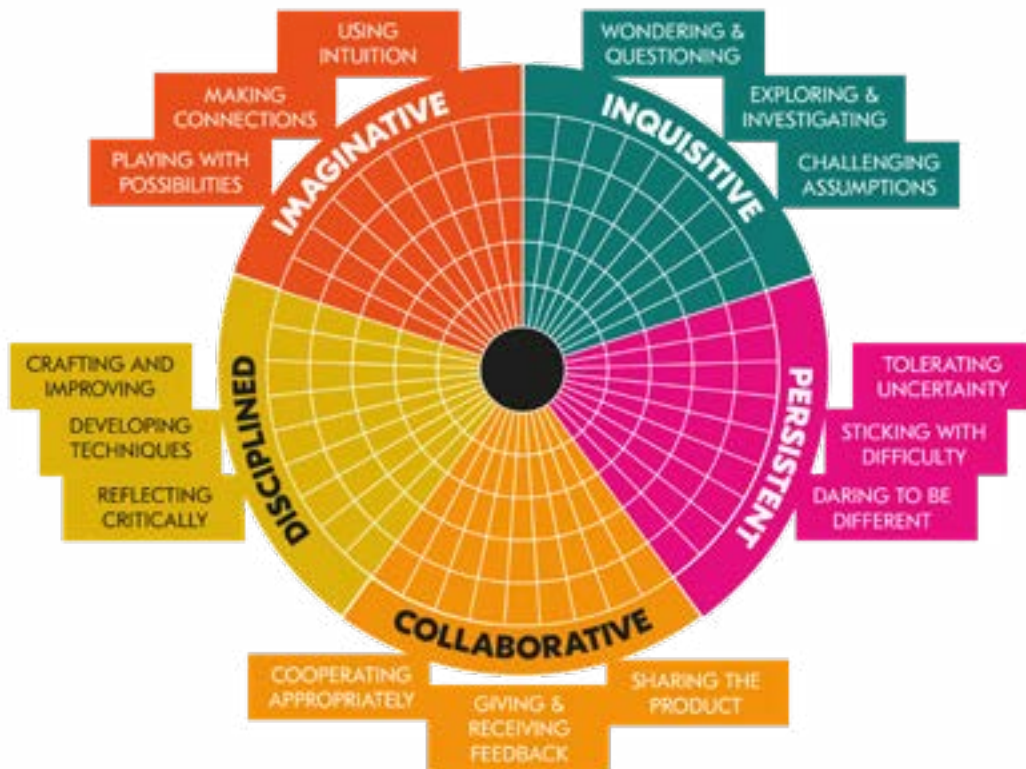 USING
INTUITION
MAKING
CONNECTIONS
PLAYING WITH
POSSIBILITIES
IMAGINATIVE
WONDERING &
QUESTIONING
EXPLORING &
INVESTIGATING
CHALLENGING
ASSUMPTIONS
INQUISITIVE
TOLERATING
UNCERTAINTY
STICKING WITH
DIFFICULTY
DARING TO BE
DIFFERENT
PERSISTENT
SHARING THE
PRODUCT
GIVING &
RECEIVING
FEEDBACK
COOPERATING
APPROPRIATELY
COLLABORATIVE
CRAFTING AND
IMPROVING
DEVELOPING
TECHNIQUES
REFLECTING
CRITICALLY
DISCIPLINED